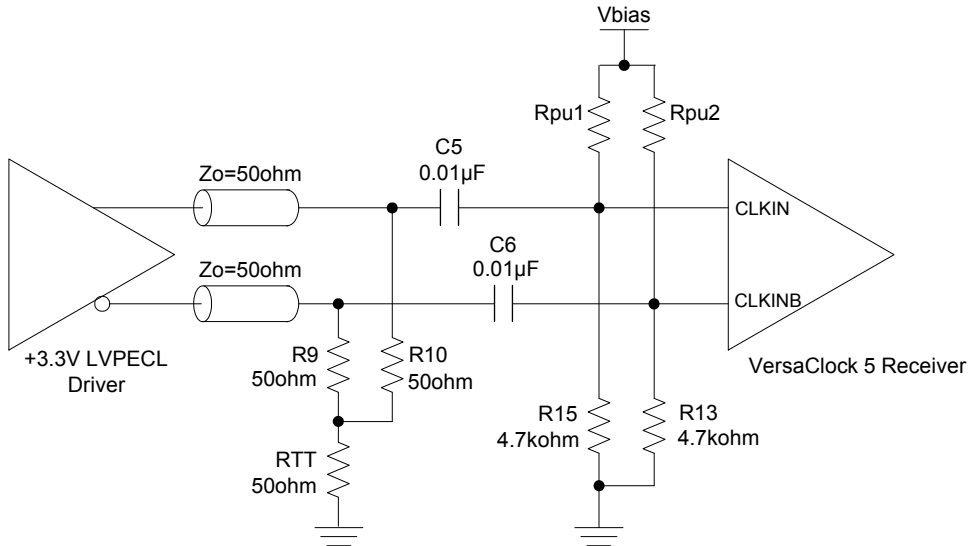 Vbias
Rpu1
Rpu2
C5
0.01µF
Zo=50ohm
CLKIN
C6
0.01µF
Zo=50ohm
CLKINB
+3.3V LVPECL
Driver
R9
50ohm
R10
50ohm
VersaClock 5 Receiver
R15
4.7kohm
R13
4.7kohm
RTT
50ohm